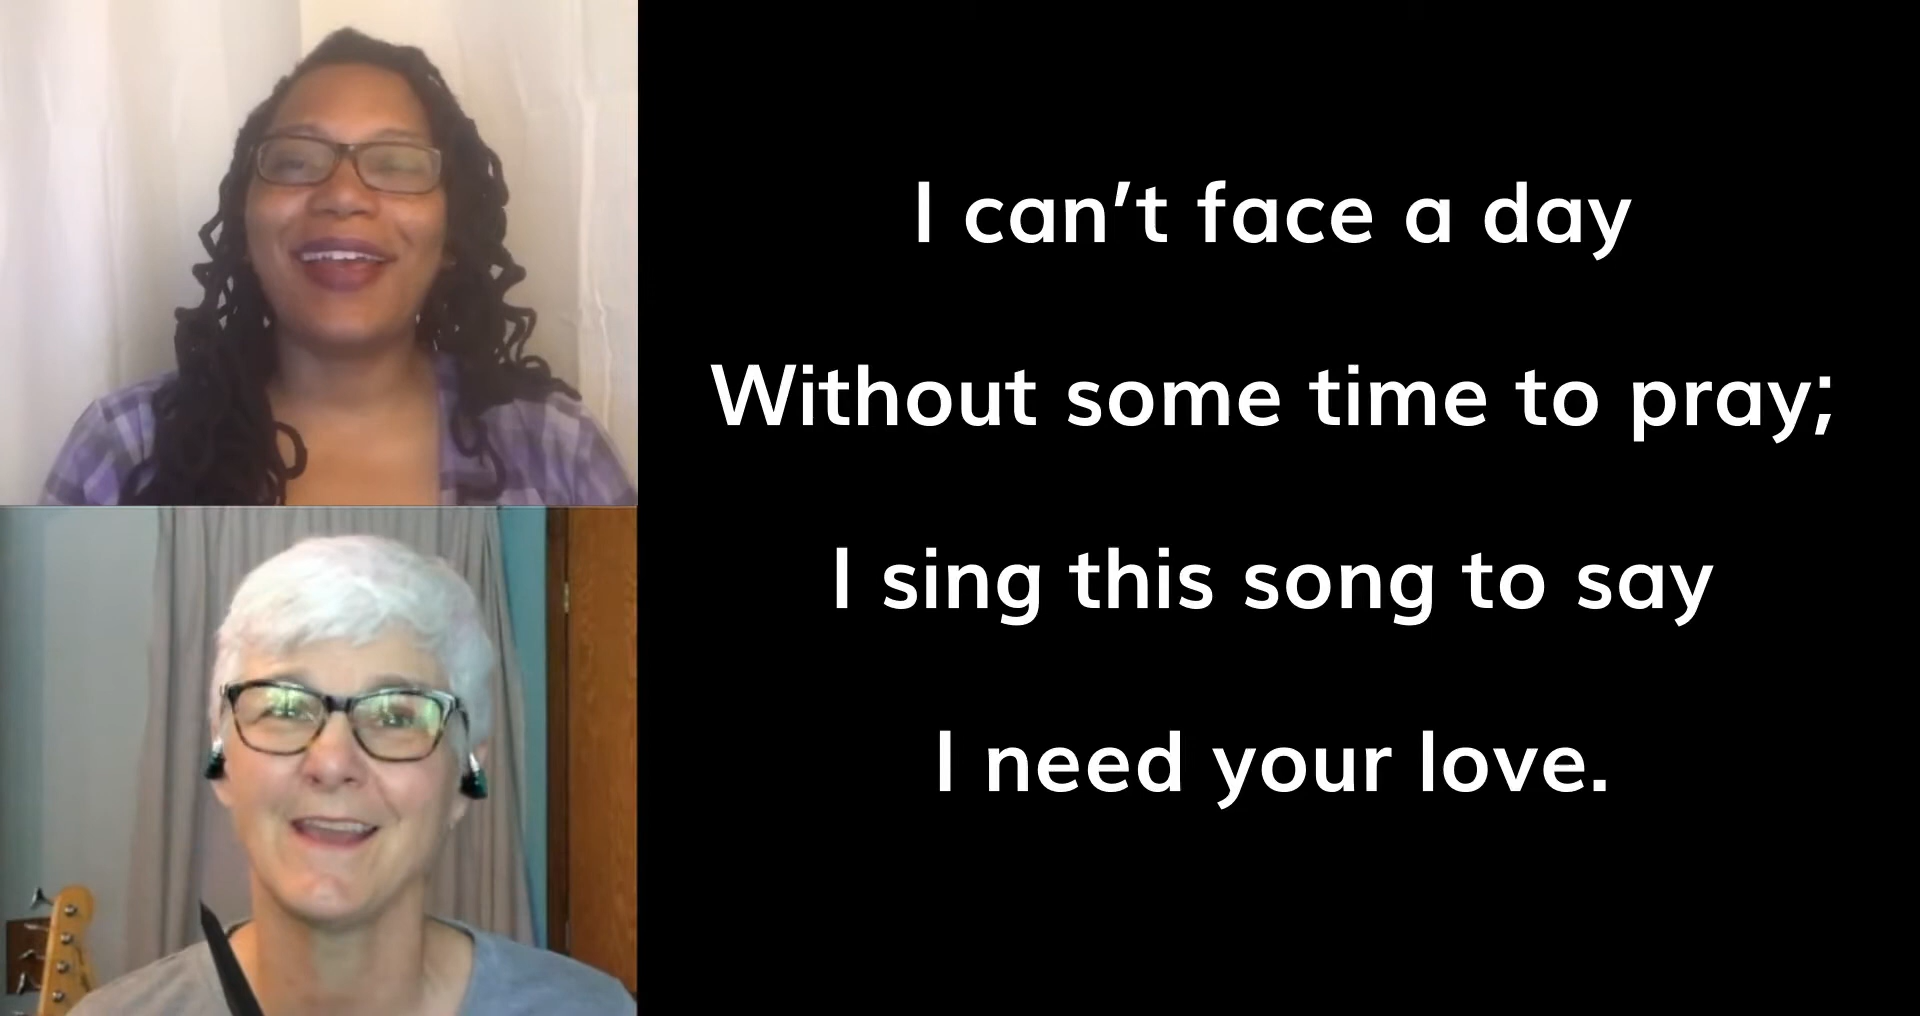 I can’t face a day
Without some time to pray;
I sing this song to say
I need your love.